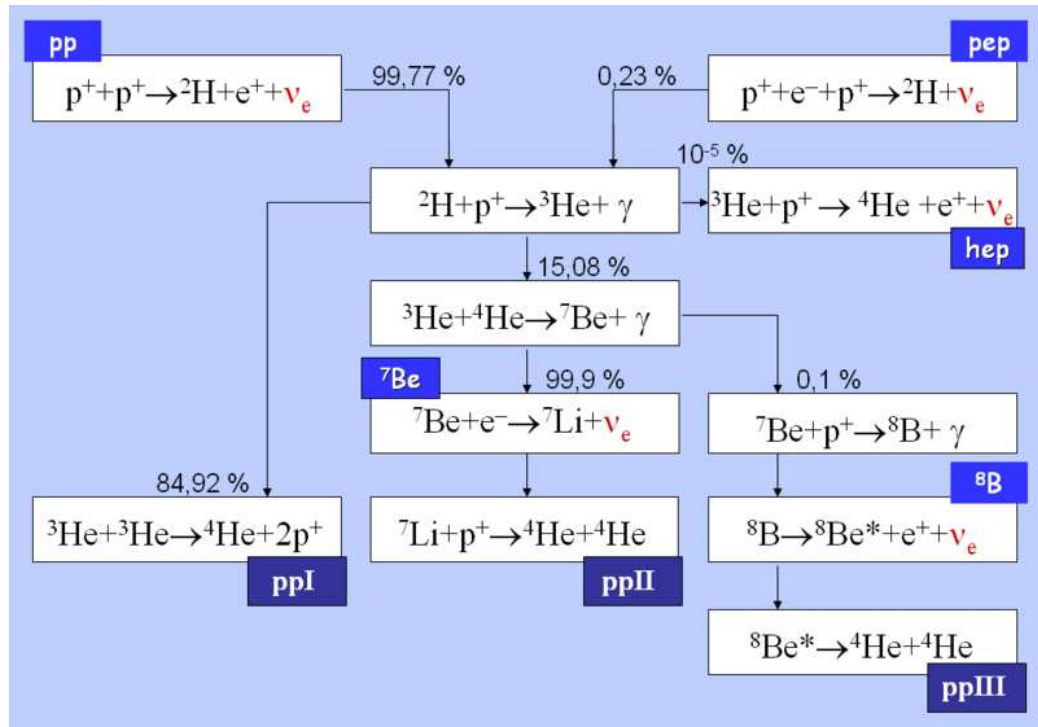 pp
p⁺+p⁺→²H+e⁺+νₑ
99,77 %
0,23 %
pep
p⁺+e⁻+p⁺→²H+νₑ
10⁻⁵ %
²H+p⁺→³He+ γ
³He+p⁺ → ⁴He +e⁺+νₑ
hep
15,08 %
³He+⁴He→⁷Be+ γ
⁷Be
99,9 %
⁷Be+e⁻→⁷Li+νₑ
0,1 %
⁷Be+p⁺→⁸B+ γ
84,92 %
³He+³He→⁴He+2p⁺
ppI
⁷Li+p⁺→⁴He+⁴He
ppII
⁸B
⁸B→⁸Be*+e⁺+νₑ
⁸Be*→⁴He+⁴He
ppIII